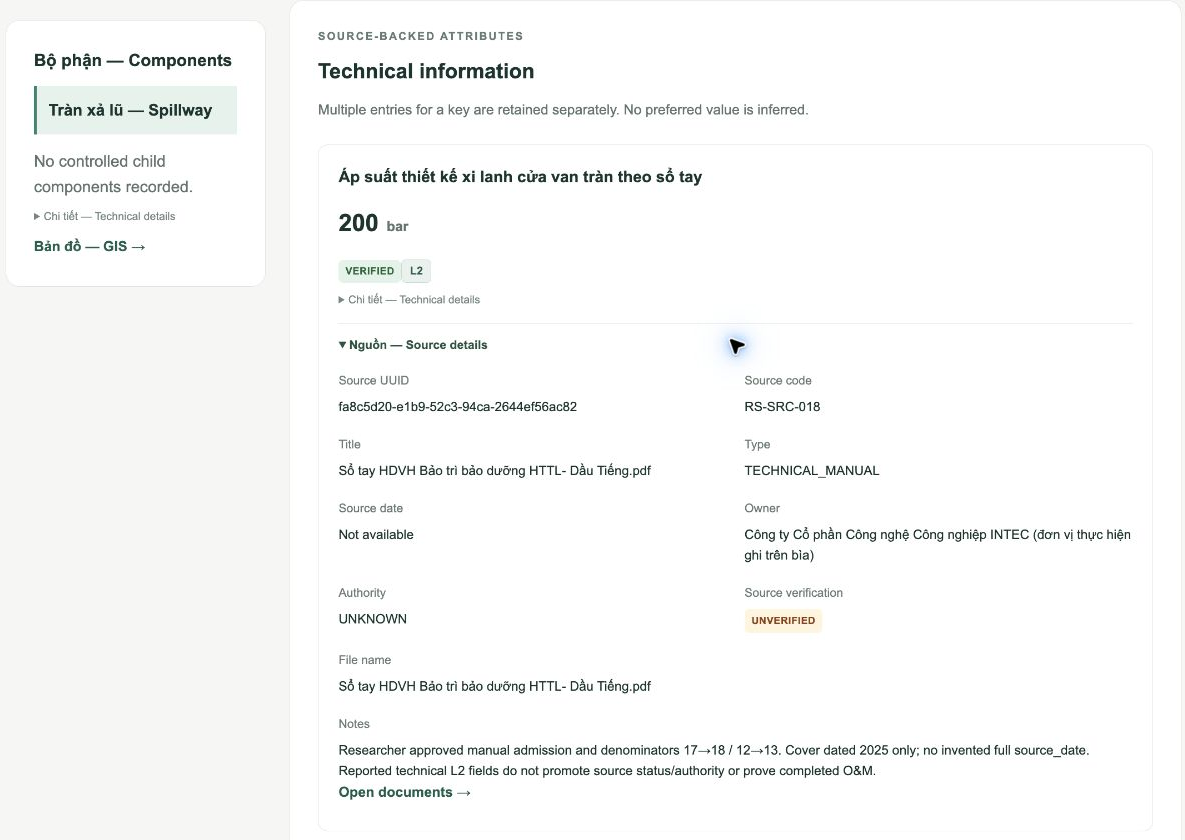 Bộ phận — Components
Tràn xả lũ — Spillway
No controlled child
components recorded.
▶ Chi tiết — Technical details
Bản đồ — GIS →
SOURCE-BACKED ATTRIBUTES
Technical information
Multiple entries for a key are retained separately. No preferred value is inferred.
Áp suất thiết kế xi lanh cửa van tràn theo sổ tay
200 bar
VERIFIED L2
▶ Chi tiết — Technical details
▼ Nguồn — Source details
Source UUID
fa8c5d20-e1b9-52c3-94ca-2644ef56ac82
Source code
RS-SRC-018
Title
Sổ tay HDVH Bảo trì bảo dưỡng HTTL- Dầu Tiếng.pdf
Type
TECHNICAL_MANUAL
Source date
Not available
Owner
Công ty Cổ phần Công nghệ Công nghiệp INTEC (đơn vị thực hiện
ghi trên bìa)
Authority
UNKNOWN
Source verification
UNVERIFIED
File name
Sổ tay HDVH Bảo trì bảo dưỡng HTTL- Dầu Tiếng.pdf
Notes
Researcher approved manual admission and denominators 17→18 / 12→13. Cover dated 2025 only; no invented full source_date.
Reported technical L2 fields do not promote source status/authority or prove completed O&M.
Open documents →